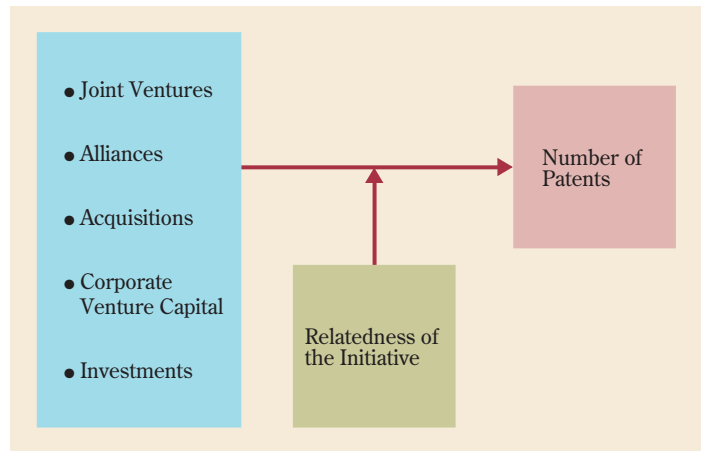 • Joint Ventures
• Alliances
• Acquisitions
• Corporate
Venture Capital
• Investments
Relatedness of
the Initiative
Number of
Patents